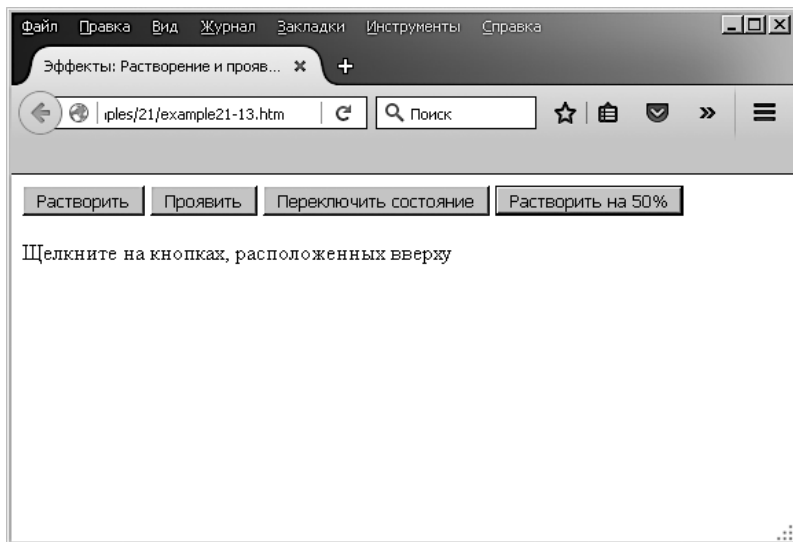 Файл Правка Вид Журнал Закладки Инструменты Справка
Эффекты: Растворение и прояв...
ples/21/example21-13.htm Поиск
Растворить Проявить Переключить состояние Растворить на 50%
Щелкните на кнопках, расположенных вверху